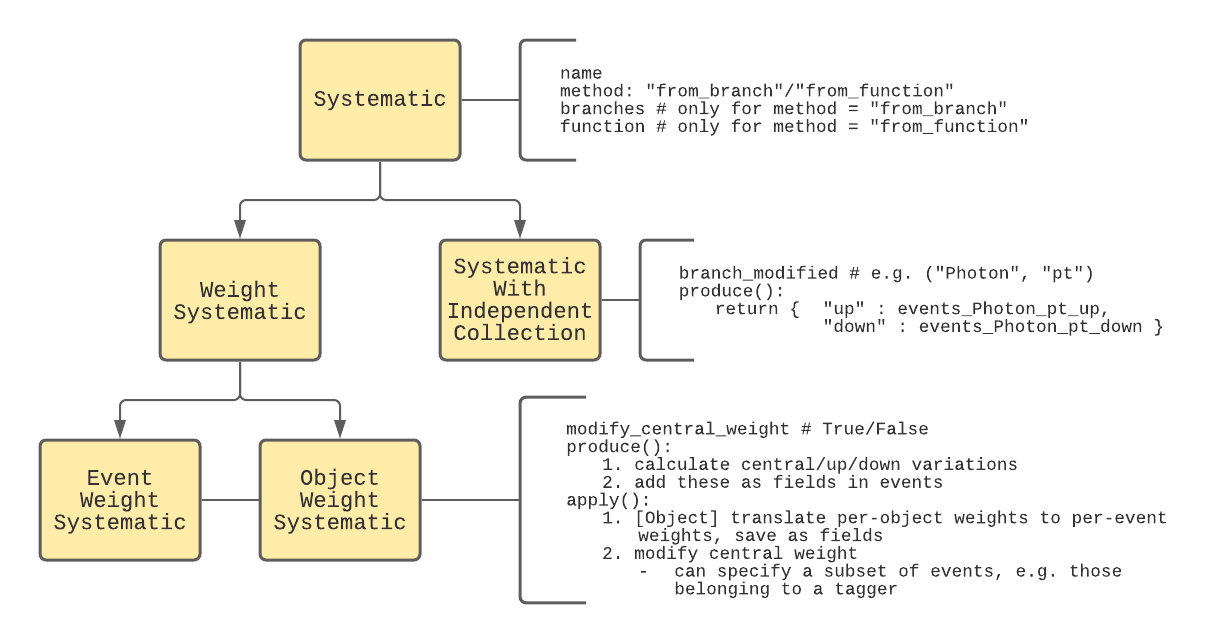 Systematic
name
method: "from_branch"/"from_function"
branches # only for method = "from_branch"
function # only for method = "from_function"
Weight
Systematic
Systematic
With
Independent
Collection
branch_modified # e.g. ("Photon", "pt")
produce():
return { "up" : events_Photon_pt_up,
"down" : events_Photon_pt_down }
Event
Weight
Systematic
Object
Weight
Systematic
modify_central_weight # True/False
produce():
1. calculate central/up/down variations
2. add these as fields in events
apply():
1. [Object] translate per-object weights to per-event
weights, save as fields
2. modify central weight
- can specify a subset of events, e.g. those
belonging to a tagger